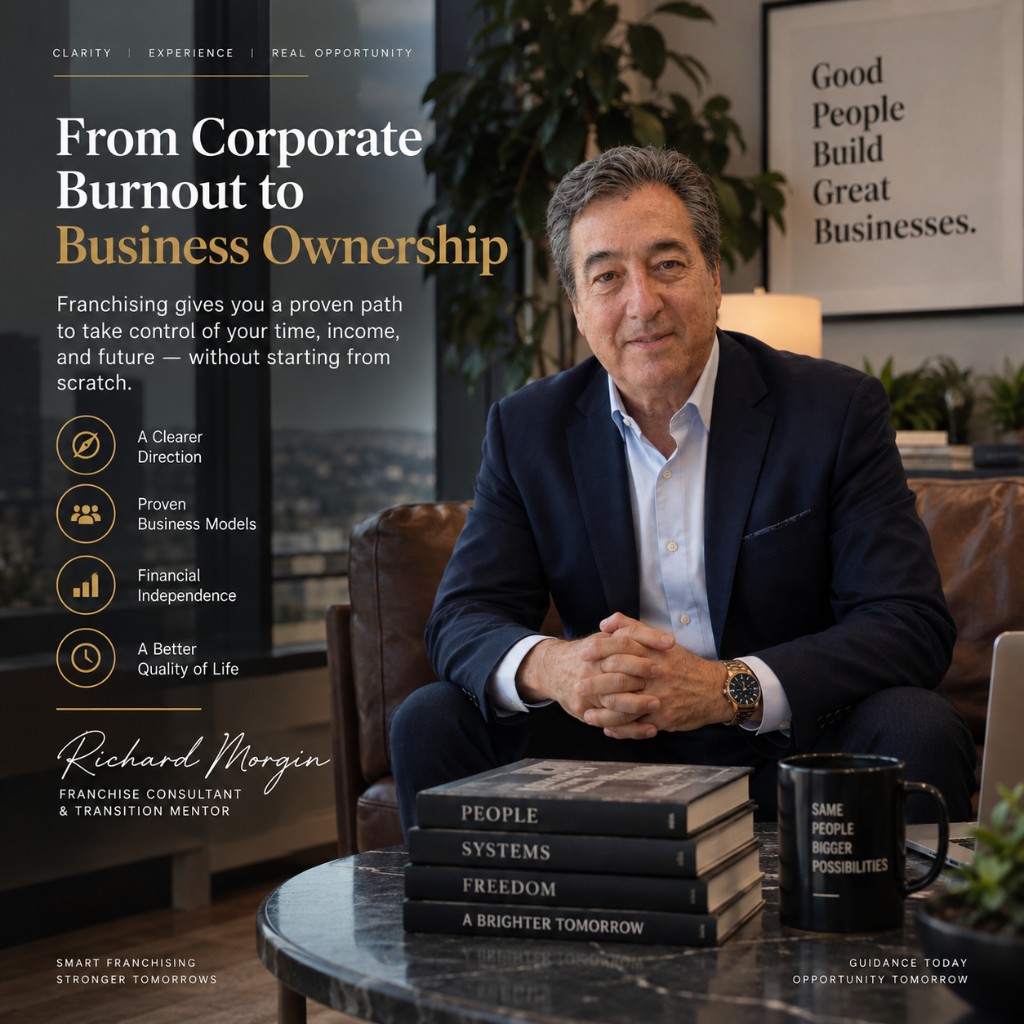 CLARITY | EXPERIENCE | REAL OPPORTUNITY
From Corporate
Burnout to
Business Ownership
Franchising gives you a proven path
to take control of your time, income,
and future — without starting from
scratch.
A Clearer
Direction
Proven
Business Models
Financial
Independence
A Better
Quality of Life
Richard Morgin
FRANCHISE CONSULTANT
& TRANSITION MENTOR
SMART FRANCHISING
STRONGER TOMORROWS
Good
People
Build
Great
Businesses.
PEOPLE
SYSTEMS
FREEDOM
A BRIGHTER TOMORROW
SAME
PEOPLE
BIGGER
POSSIBILITIES
GUIDANCE TODAY
OPPORTUNITY TOMORROW